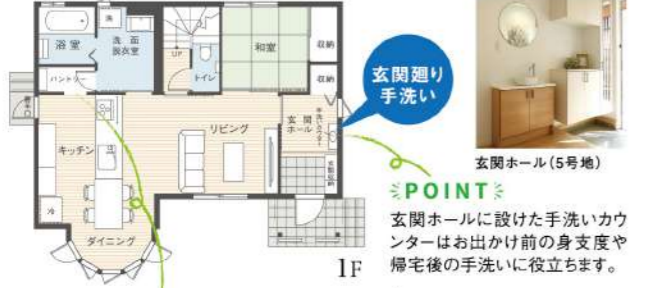 洗
浴室
洗面
脱衣室
UP
トイレ
和室
収納
収納
パントリー
勝手口
キッチン
リビング
玄関
ホール
手洗いカウンター
玄関収納
冷
ダイニング
1F
玄関廻り
手洗い
玄関ホール(5号地)
POINT
玄関ホールに設けた手洗いカウ
ンターはお出かけ前の身支度や
帰宅後の手洗いに役立ちます。